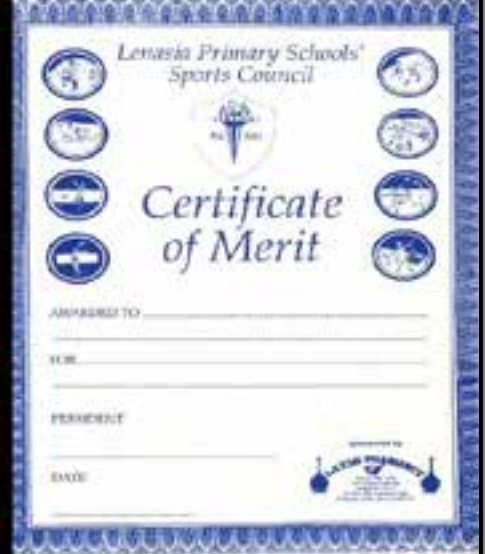 Lenasia Primary Schools'
Sports Council
Certificate
of Merit
AWARDED TO
FOR
PRESIDENT
DATE